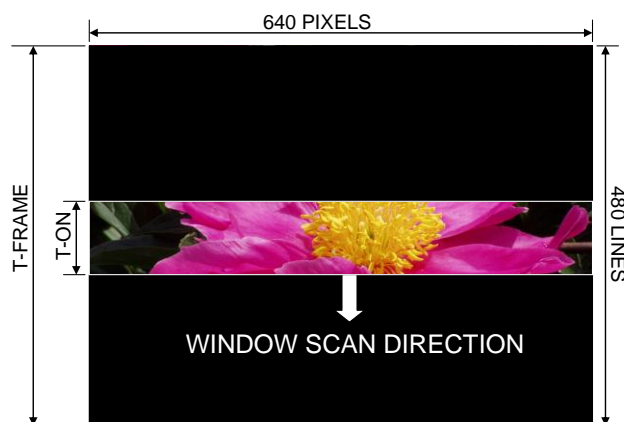 640 PIXELS
T-FRAME
T-ON
480 LINES
WINDOW SCAN DIRECTION